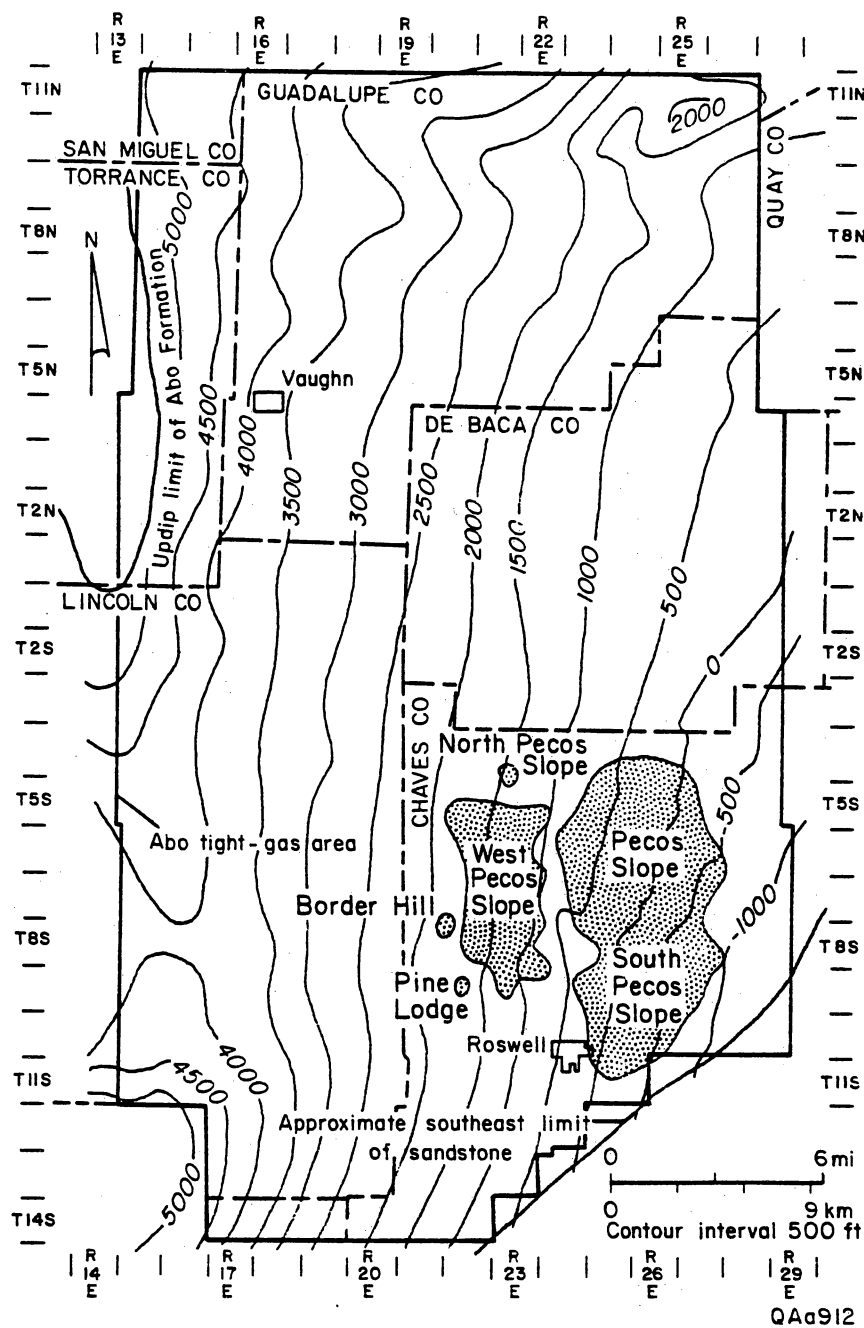 R R R R R
13 16 19 22 25
E E E E E
T11N
T11N
GUADALUPE CO
2000
SAN MIGUEL CO
TORRANCE CO
QUAY CO
5000
T8N
T8N
N
Updip limit of Abo Formation
T5N
T5N
Vaughn
4500
4000
DE BACA CO
3500
3000
2500
2000
1500
1000
500
T2N
T2N
LINCOLN CO
T2S
T2S
0
CHAVES CO
North Pecos
Slope
T5S
T5S
-500
Abo tight-gas area
West
Pecos
Slope
Pecos
Slope
Border Hill
-1000
T8S
T8S
South
Pecos
Slope
Pine
Lodge
Roswell
4000
4500
T11S
T11S
Approximate southeast limit
of sandstone
5000
0 6 mi
0 9 km
Contour interval 500 ft
T14S
R R R R R R
14 17 20 23 26 29
E E E E E E
QAa912